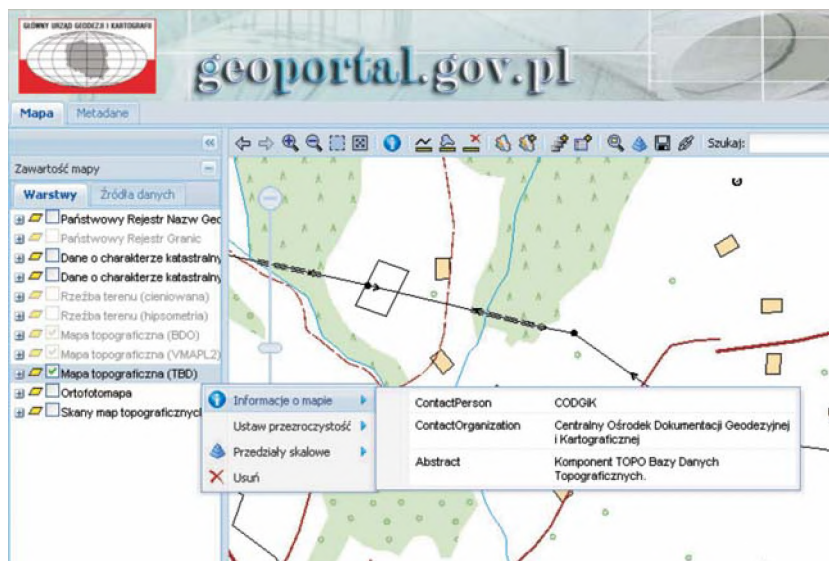 GŁÓWNY URZĄD GEODEZJI I KARTOGRAFII
geoportal.gov.pl
Mapa Metadane
Szukaj:
Zawartość mapy
Warstwy Źródła danych
Państwowy Rejestr Nazw Geo
Państwowy Rejestr Granic
Dane o charakterze katastralny
Dane o charakterze katastralny
Rzeźba terenu (cieniowana)
Rzeźba terenu (hipsometria)
Mapa topograficzna (BDO)
Mapa topograficzna (VMAPL2)
Mapa topograficzna (TBD)
Ortofotomapa
Skany map topograficznych
Informacje o mapie
Ustaw przezroczystość
Przedziały skalowe
Usuń
ContactPerson CODGiK
ContactOrganization Centralny Ośrodek Dokumentacji Geodezyjnej
i Kartograficznej
Abstract Komponent TOPO Bazy Danych
Topograficznych.